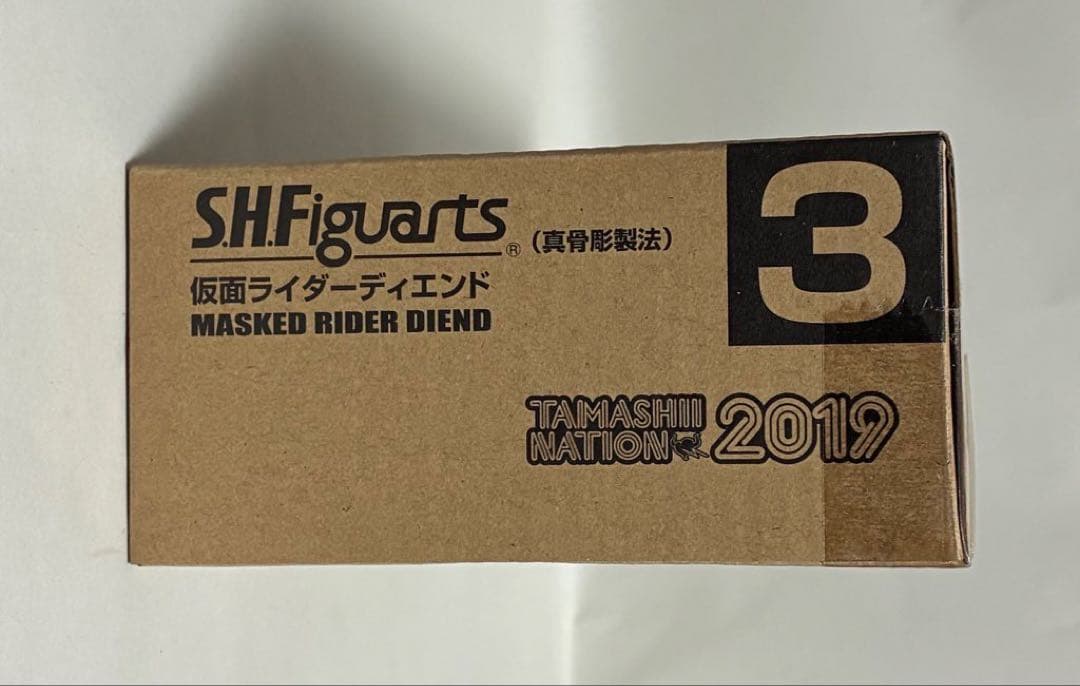 S.H.Figuarts® (真骨彫製法)
仮面ライダーディエンド
MASKED RIDER DIEND
3
TAMASHII
NATION 2019